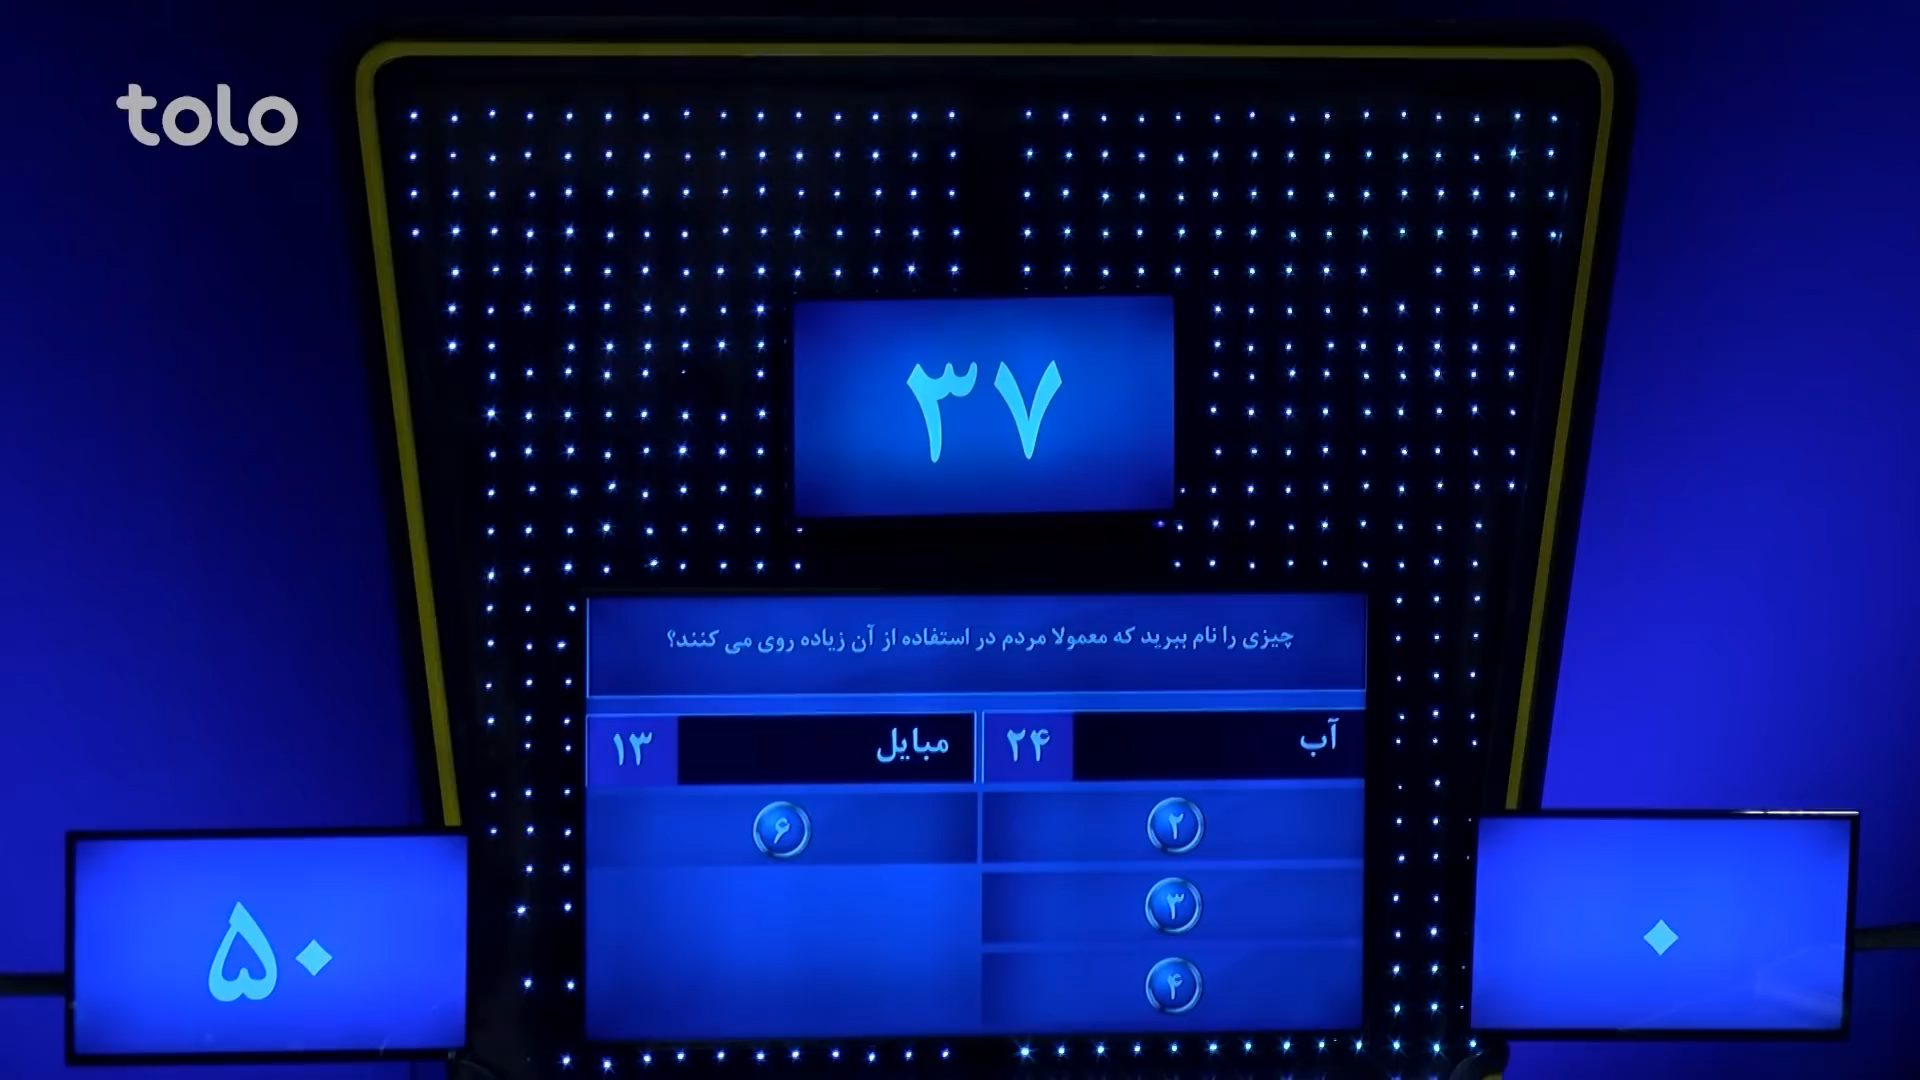 tolo
۳۷
چیزی را نام ببرید که معمولا مردم در استفاده از آن زیاده روی می کنند؟
آب ۲۴
مبایل ۱۳
۲
۶
۳
۴
۵۰
۰